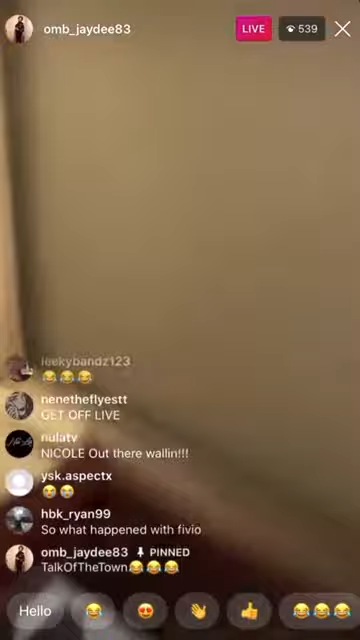 omb_jaydee83
LIVE
539
leekybandz123
😂😂😂
nenetheflyestt
GET OFF LIVE
nulatv
NICOLE Out there wallin!!!
ysk.aspectx
😂😭
hbk_ryan99
So what happened with fivio
omb_jaydee83 PINNED
TalkOfTheTown😂😂😂
Hello